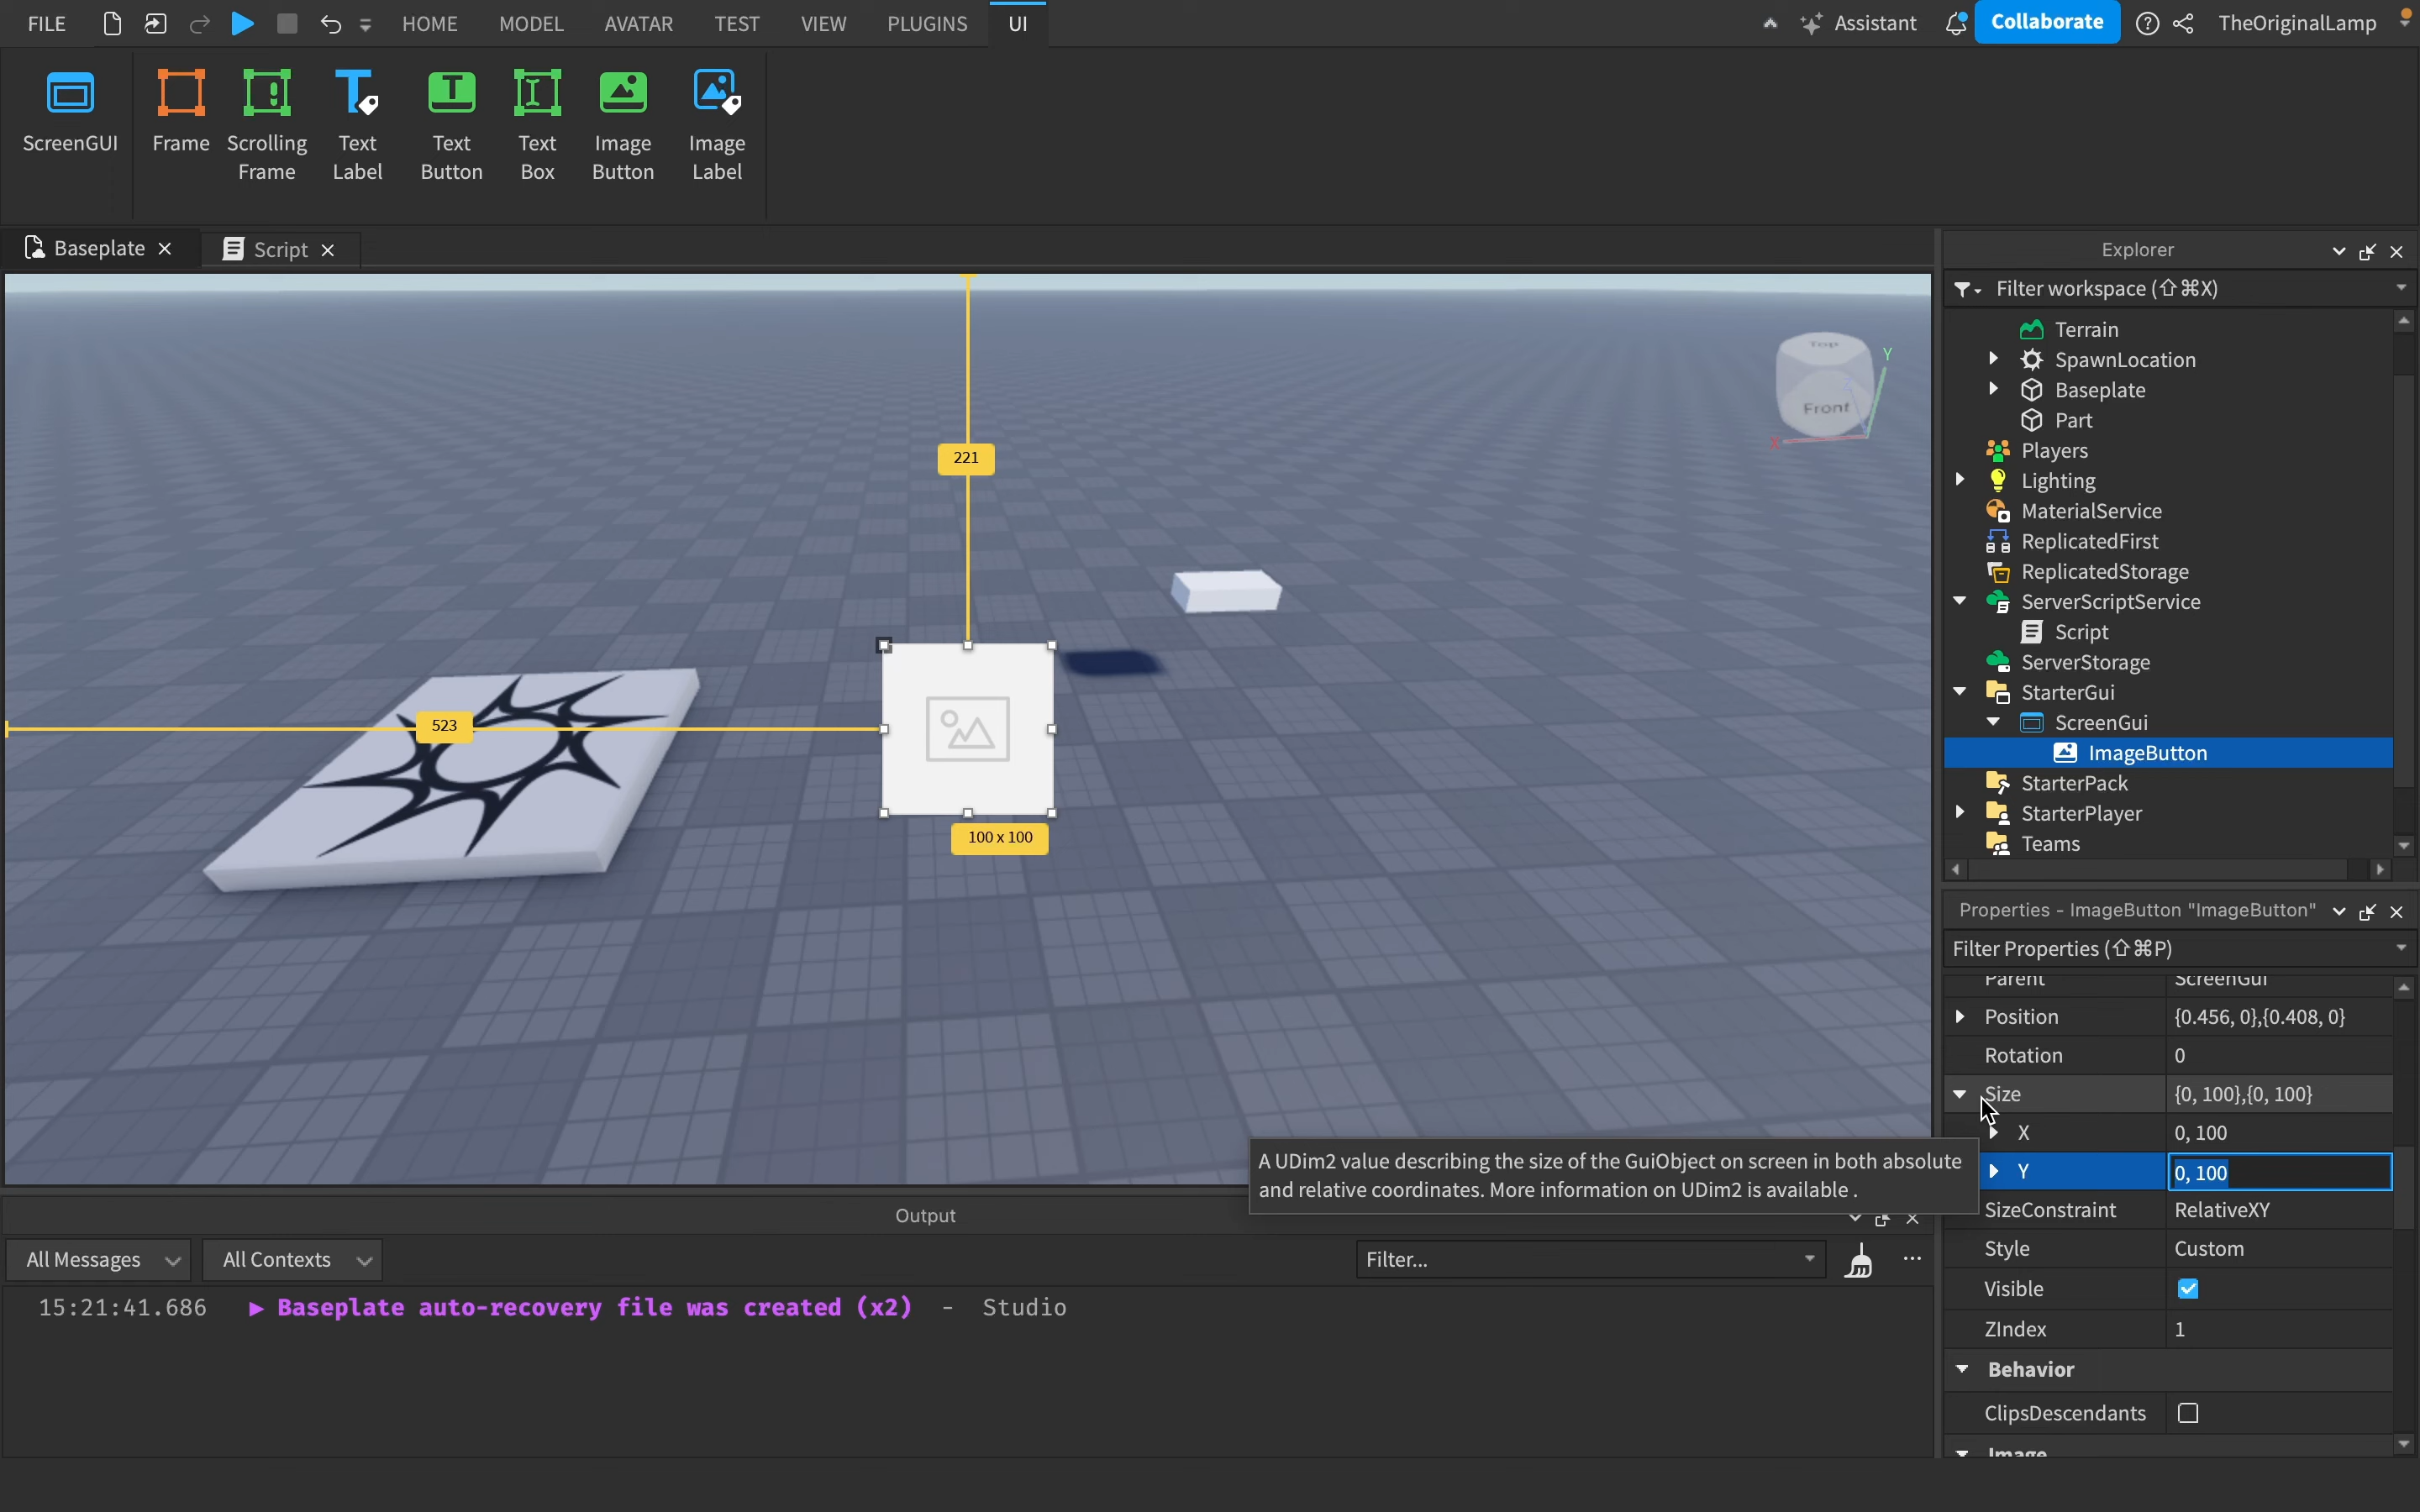 FILE
HOME
MODEL
AVATAR
TEST
VIEW
PLUGINS
UI
Assistant
Collaborate
TheOriginalLamp
ScreenGUI
Frame
Scrolling
Frame
Text
Label
Text
Button
Text
Box
Image
Button
Image
Label
Baseplate
Script
221
523
100 x 100
Top
Front
X
Y
Explorer
Filter workspace (⇧⌘X)
Terrain
SpawnLocation
Baseplate
Part
Players
Lighting
MaterialService
ReplicatedFirst
ReplicatedStorage
ServerScriptService
Script
ServerStorage
StarterGui
ScreenGui
ImageButton
StarterPack
StarterPlayer
Teams
Properties - ImageButton "ImageButton"
Filter Properties (⇧⌘P)
Parent ScreenGui
Position {0.456, 0},{0.408, 0}
Rotation 0
Size {0, 100},{0, 100}
X 0, 100
Y 0, 100
SizeConstraint RelativeXY
Style Custom
Visible
ZIndex 1
Behavior
ClipsDescendants
Image
A UDim2 value describing the size of the GuiObject on screen in both absolute
and relative coordinates. More information on UDim2 is available .
Output
All Messages
All Contexts
Filter...
15:21:41.686 ▶ Baseplate auto-recovery file was created (x2) - Studio